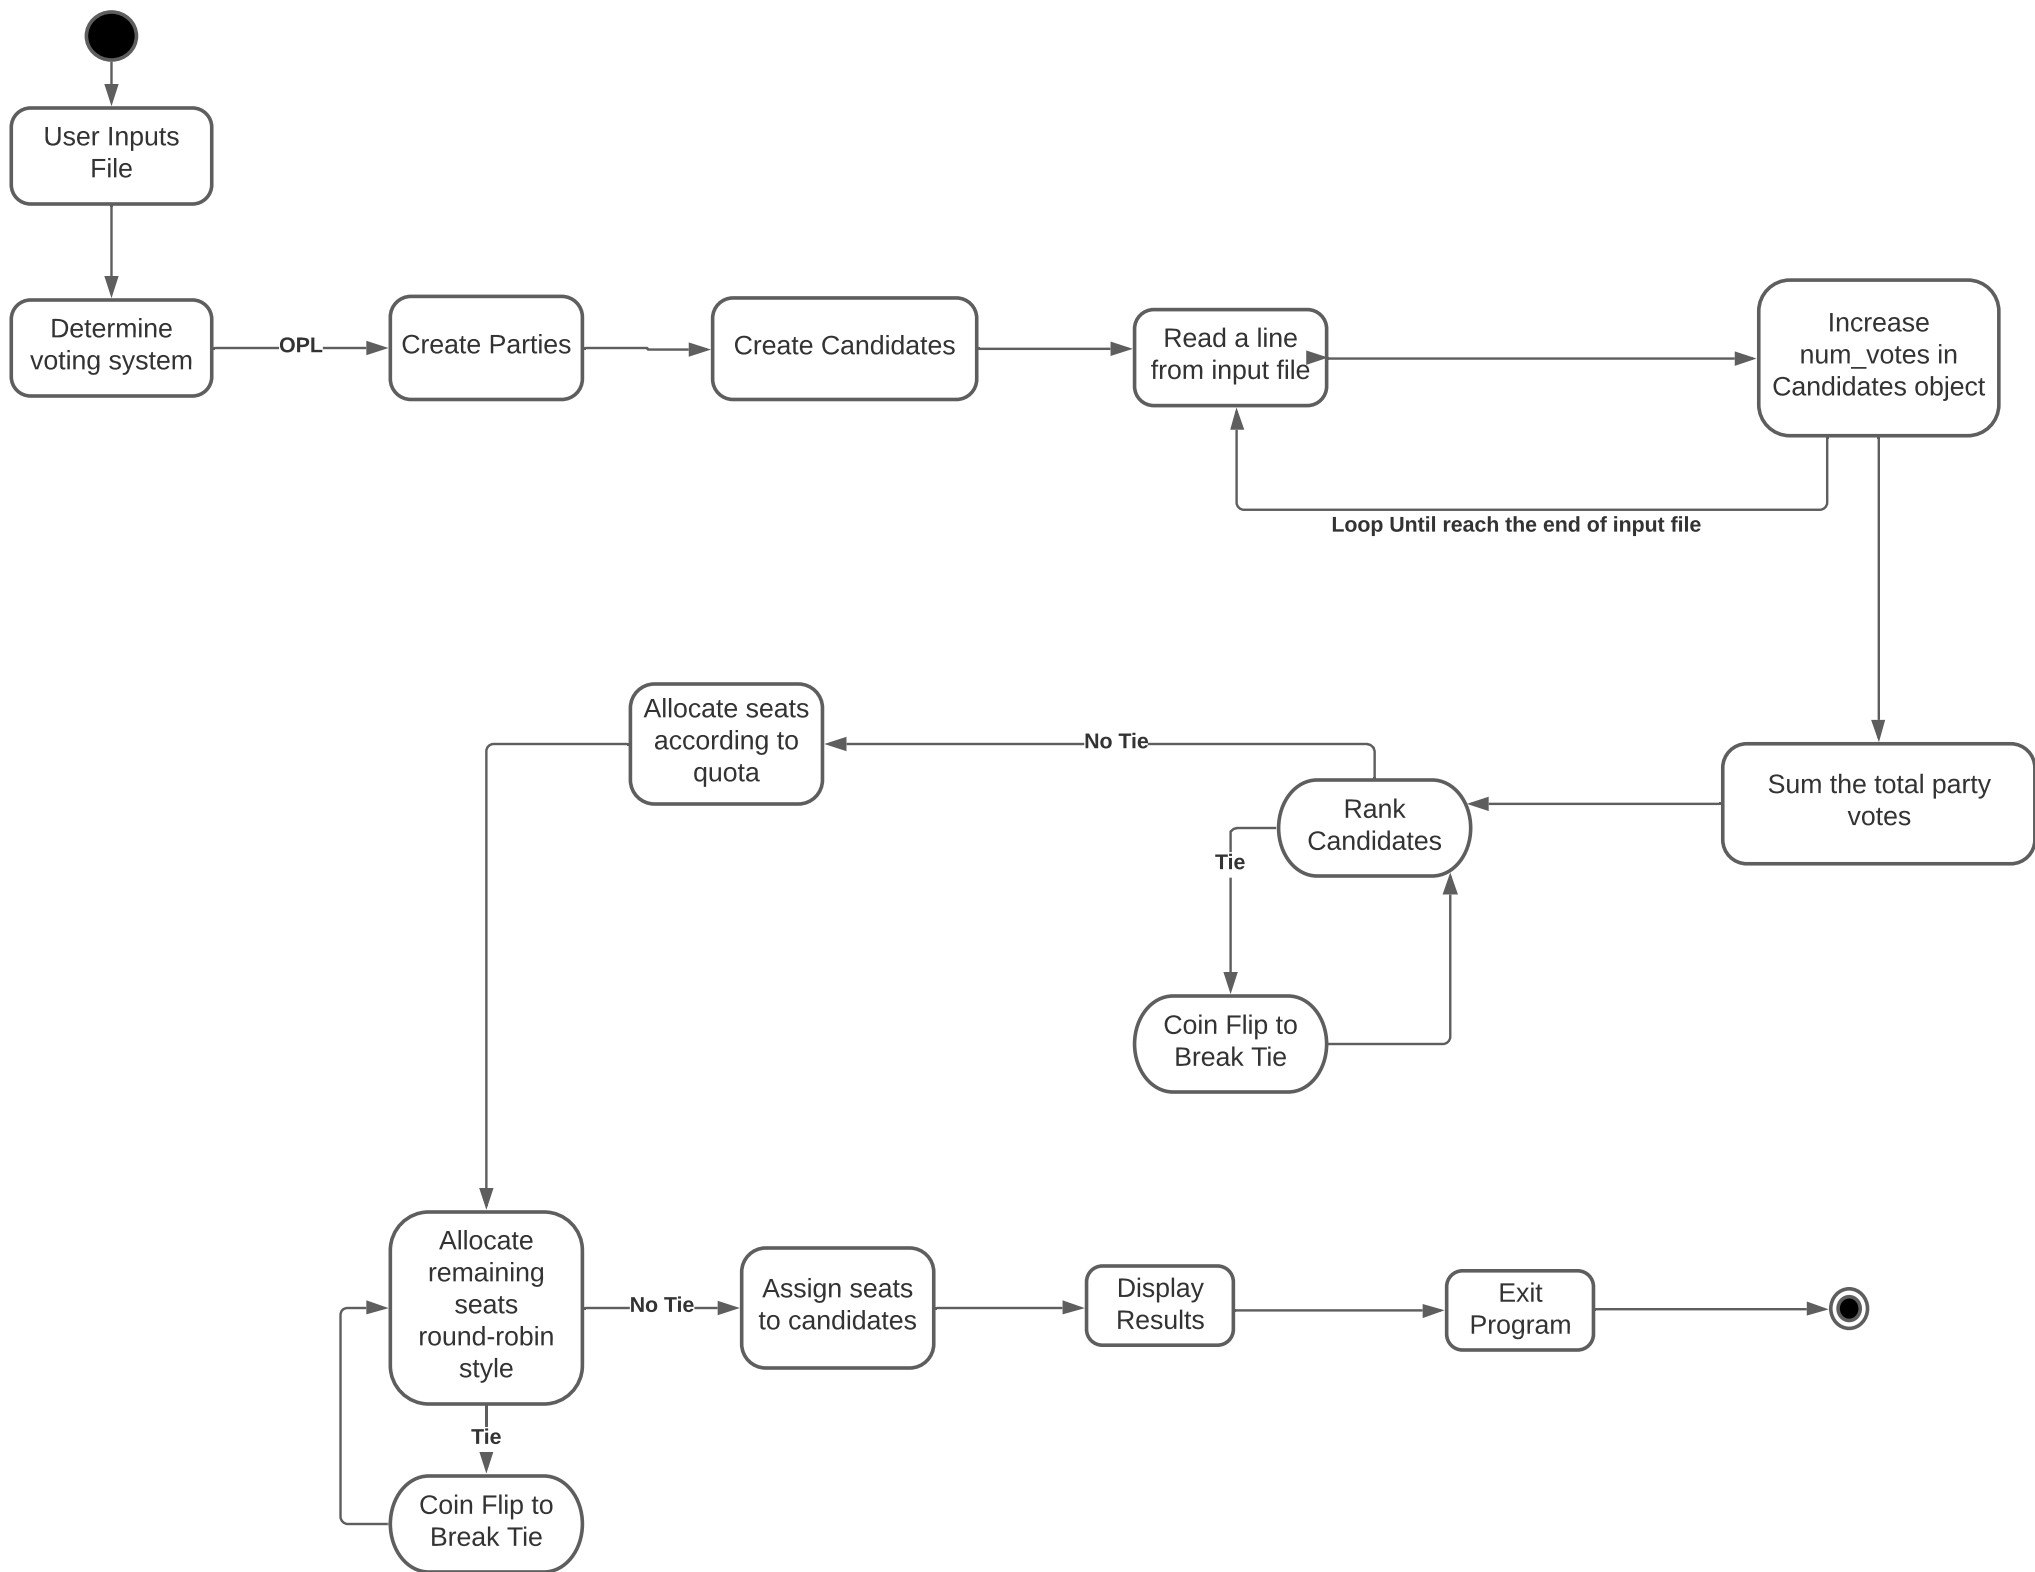 User Inputs
File
Determine
voting system
OPL
Create Parties
Create Candidates
Read a line
from input file
Increase
num_votes in
Candidates object
Loop Until reach the end of input file
Sum the total party
votes
Rank
Candidates
Tie
Coin Flip to
Break Tie
No Tie
Allocate seats
according to
quota
Allocate
remaining
seats
round-robin
style
Tie
Coin Flip to
Break Tie
No Tie
Assign seats
to candidates
Display
Results
Exit
Program